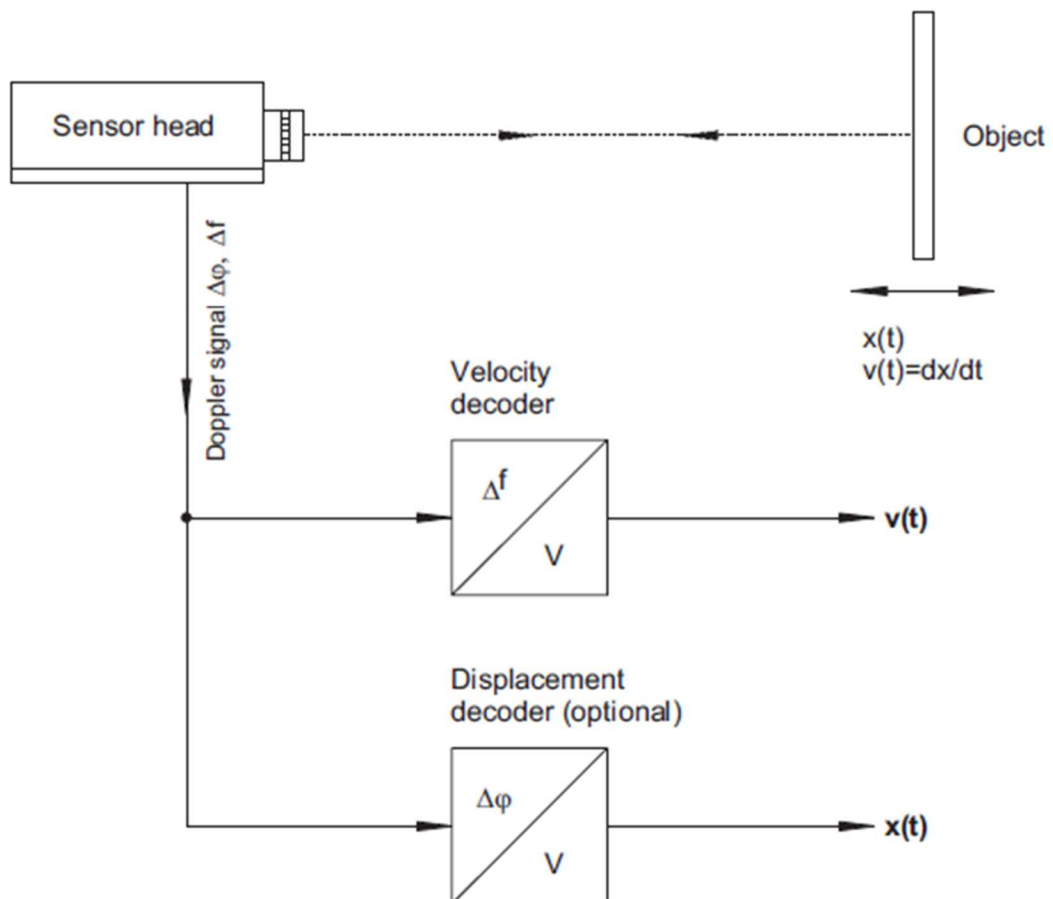 Sensor head
Object
Doppler signal Δφ, Δf
x(t)
v(t)=dx/dt
Velocity
decoder
Δf
V
v(t)
Displacement
decoder (optional)
Δφ
V
x(t)